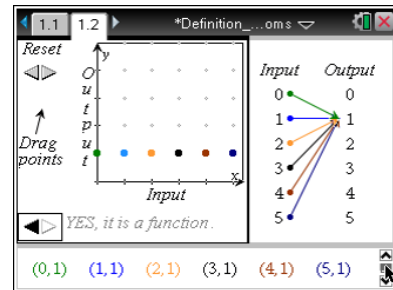 1.1 1.2 *Definition_...oms
Reset
Drag points
Output
y
x
Input
YES, it is a function.
Input Output
0 0
1 1
2 2
3 3
4 4
5 5
(0,1) (1,1) (2,1) (3,1) (4,1) (5,1)